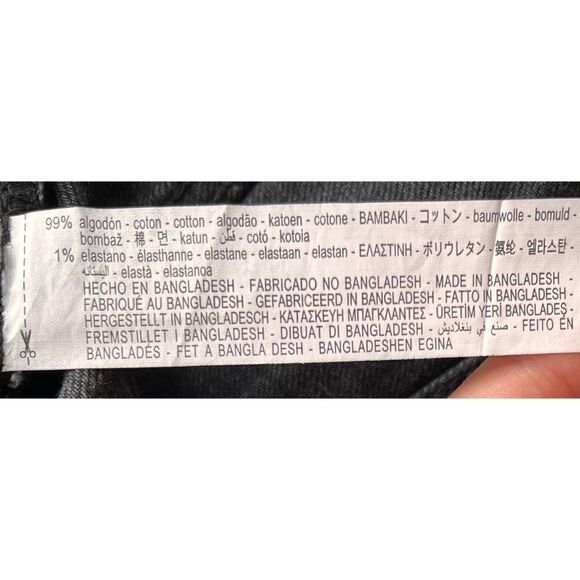 99% algodón - coton - cotton - algodão - katoen - cotone - ΒΑΜΒΑΚΙ - コットン - baumwolle - bomuld -
bombaž - 棉 - 면 - katun - قطن - cotó - kotoia
1% elastano - élasthanne - elastane - elastaan - elastan - ΕΛΑΣΤΙΝΗ - ポリウレタン - 氨纶 - 엘라스탄 -
اليستانه - elastà - elastanoa
HECHO EN BANGLADESH - FABRICADO NO BANGLADESH - MADE IN BANGLADESH -
FABRIQUÉ AU BANGLADESH - GEFABRICEERD IN BANGLADESH - FATTO IN BANGLADESH -
HERGESTELLT IN BANGLADESCH - ΚΑΤΑΣΚΕΥΗ ΜΠΑΓΚΛΑΝΤΕΣ - ÜRETİM YERİ BANGLADEŞ -
FREMSTILLET I BANGLADESH - DIBUAT DI BANGLADESH - صنع في بنغلاديش - FEITO EN
BANGLADÉS - FET A BANGLA DESH - BANGLADESHEN EGINA